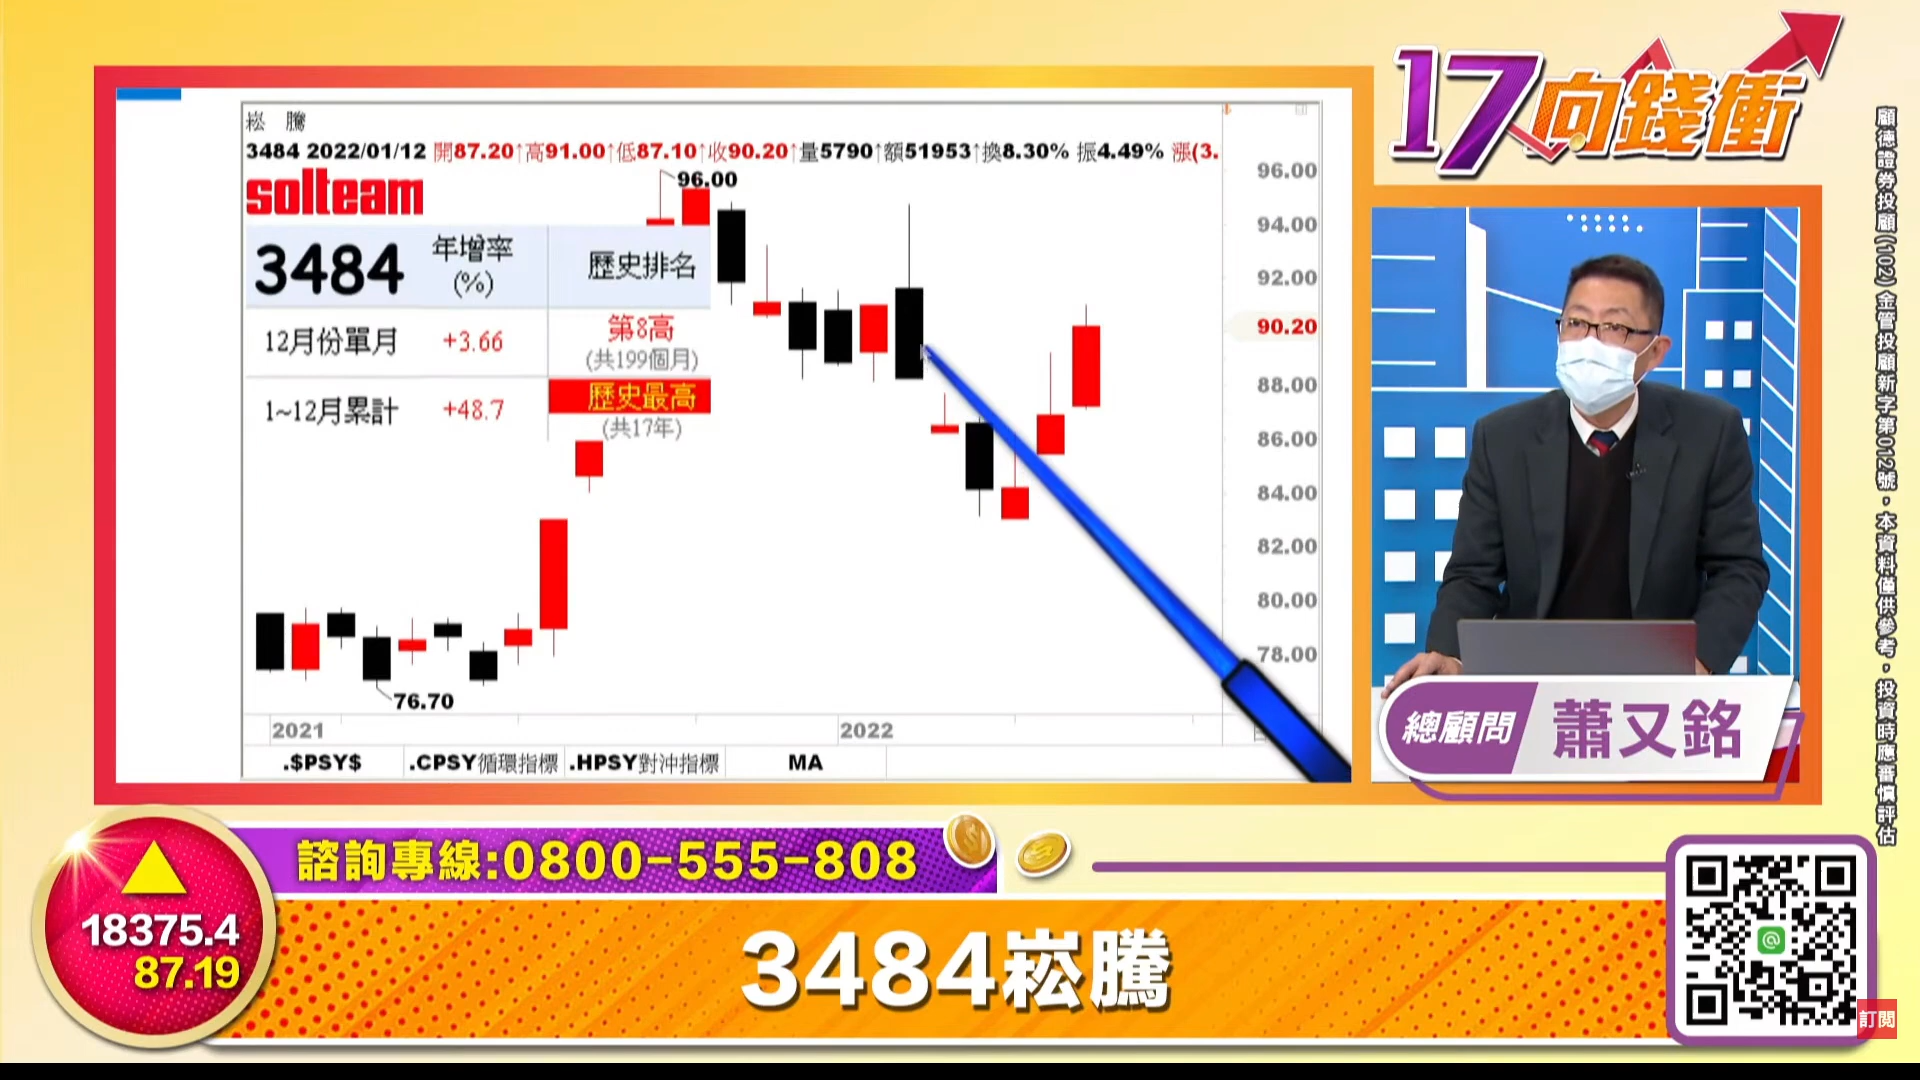 17向錢衝
崧騰
3484 2022/01/12 開87.20↑高91.00↑低87.10↑收90.20↑量5790↑額51953↑換8.30% 振4.49% 漲(3.
solteam
3484 年增率(%) 歷史排名
12月份單月 +3.66 第8高
(共199個月)
1~12月累計 +48.7 歷史最高
(共17年)
96.00
76.70
96.00
94.00
92.00
90.20
88.00
86.00
84.00
82.00
80.00
78.00
2021 2022
.$PSY$ .CPSY循環指標 .HPSY對沖指標 MA
總顧問 蕭又銘
顧德證券投顧(102)金管投顧新字第012號，本資料僅供參考，投資時應審慎評估
諮詢專線:0800-555-808
18375.4
87.19
3484崧騰
訂閱